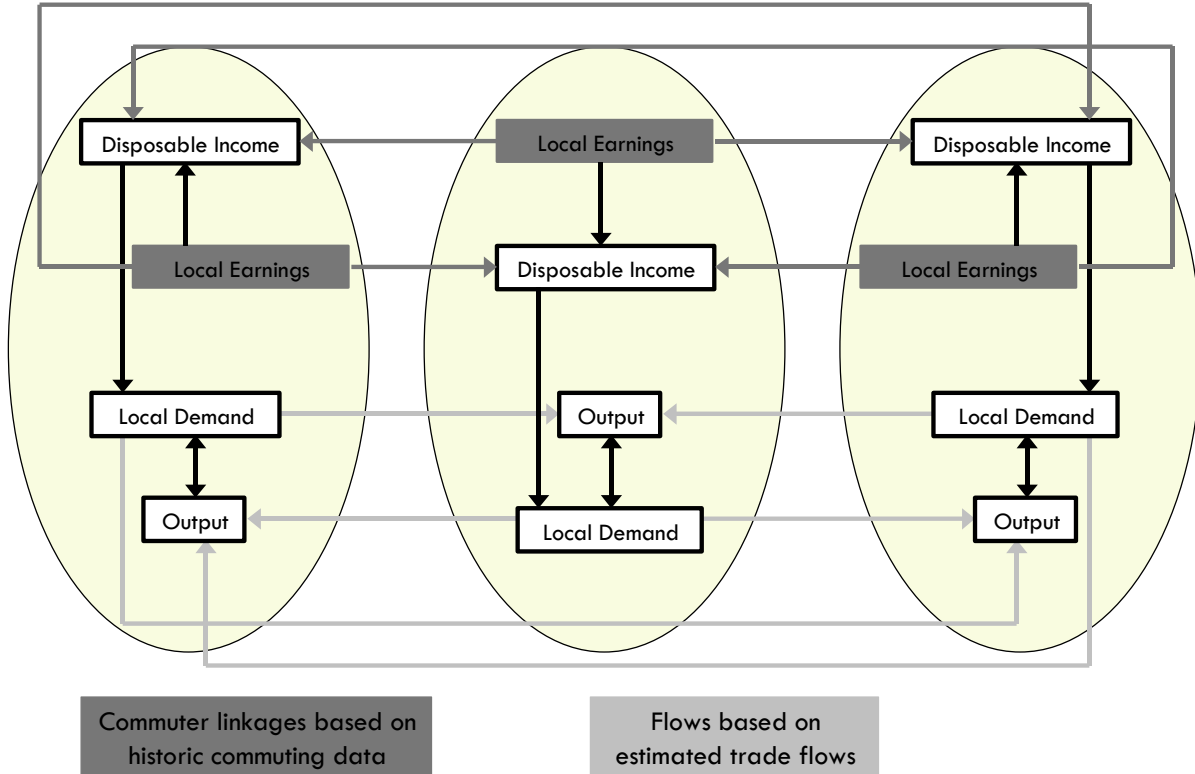 Disposable Income
Local Earnings
Disposable Income
Local Earnings
Disposable Income
Local Earnings
Local Demand
Output
Local Demand
Output
Local Demand
Output
Commuter linkages based on
historic commuting data
Flows based on
estimated trade flows